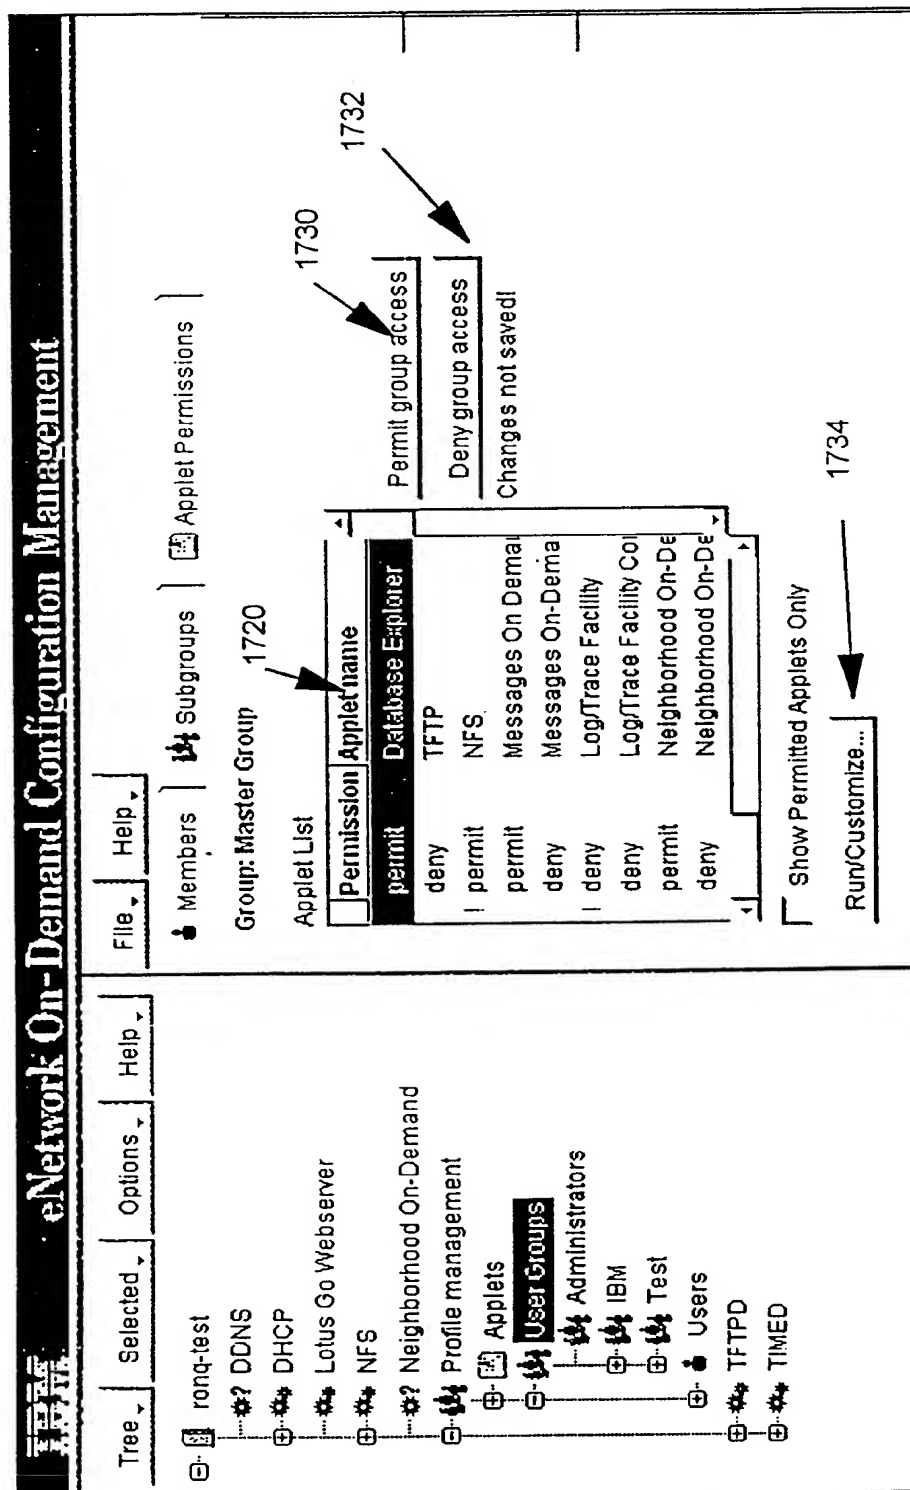 IBM eNetwork On-Demand Configuration Management
Tree Selected Options Help
ronq-test
? DDNS
DHCP
Lotus Go Webserver
NFS
? Neighborhood On-Demand
Profile management
Applets
User Groups
Administrators
IBM
Test
Users
TFTPD
TIMED
File Help
Members Subgroups Applet Permissions
Group: Master Group
1720
1730
1732
Applet List
Permission Applet name
permit Database Explorer
deny TFTP
! permit NFS
permit Messages On Demai
deny Messages On-Dema
! deny Log/Trace Facility
deny Log/Trace Facility Coi
permit Neighborhood On-De
deny Neighborhood On-De
Permit group access
Deny group access
Changes not saved!
Show Permitted Applets Only
Run/Customize...
1734